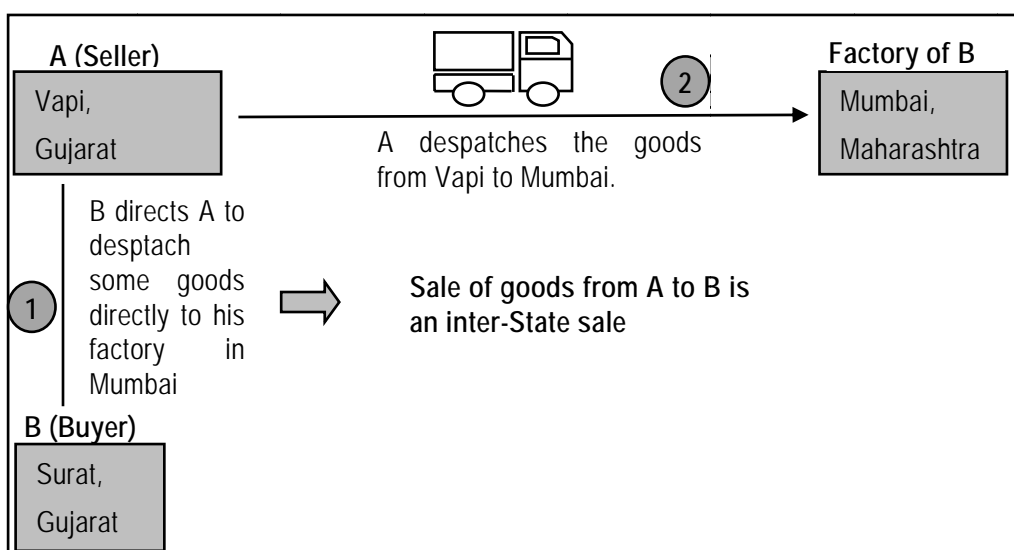 A (Seller)
Vapi,
Gujarat
2
Factory of B
Mumbai,
Maharashtra
A despatches the goods
from Vapi to Mumbai.
1
B directs A to
desptach
some goods
directly to his
factory in
Mumbai
Sale of goods from A to B is
an inter-State sale
B (Buyer)
Surat,
Gujarat